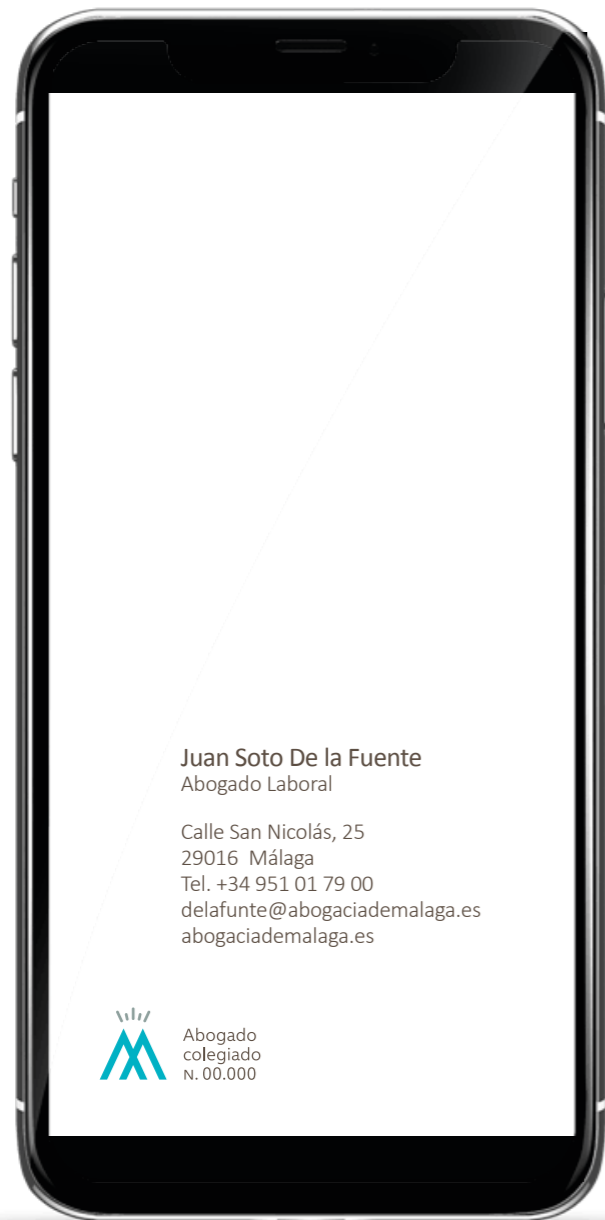 Juan Soto De la Fuente
Abogado Laboral
Calle San Nicolás, 25
29016 Málaga
Tel. +34 951 01 79 00
delafunte@abogaciademalaga.es
abogaciademalaga.es
Abogado
colegiado
N. 00.000